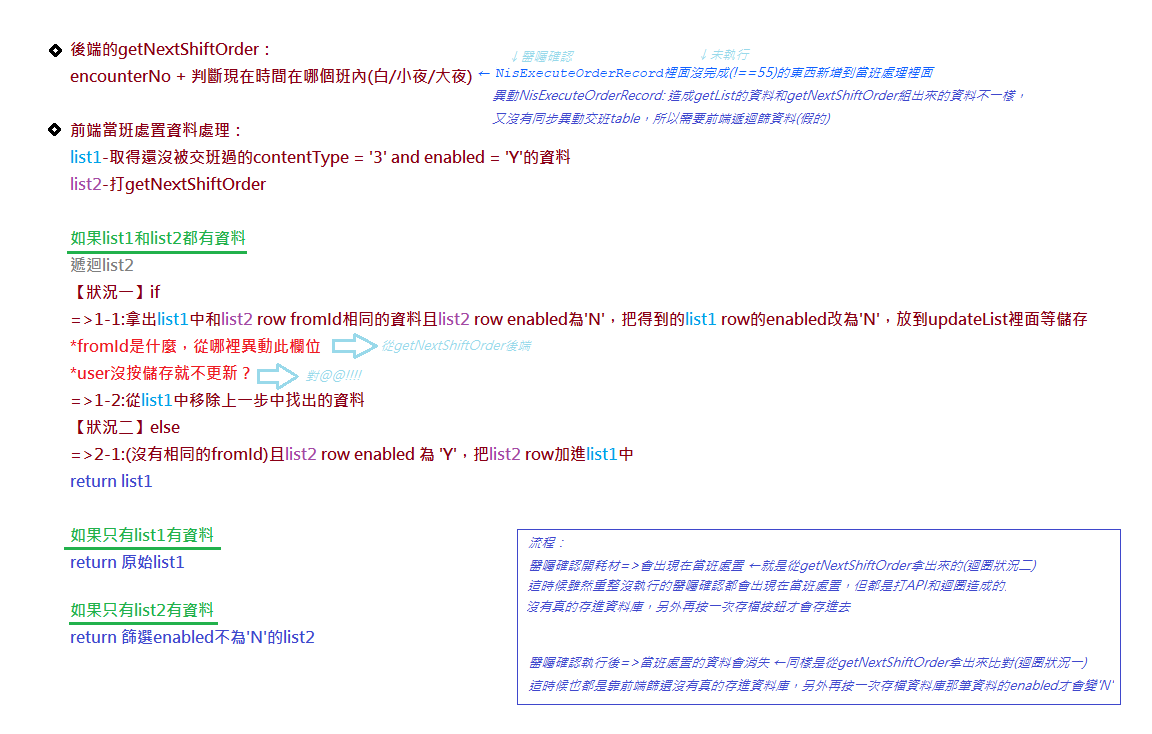 後端的getNextShiftOrder：
↓醫囑確認
↓未執行
encounterNo + 判斷現在時間在哪個班內(白/小夜/大夜)
← NisExecuteOrderRecord裡面沒完成(!==55)的東西新增到當班處理裡面
異動NisExecuteOrderRecord: 造成getList的資料和getNextShiftOrder組出來的資料不一樣，
又沒有同步異動交班table，所以需要前端遞迴篩資料(假的)
前端當班處置資料處理：
list1-取得還沒被交班過的contentType = '3' and enabled = 'Y'的資料
list2-打getNextShiftOrder
如果list1和list2都有資料
遞迴list2
【狀況一】if
=>1-1:拿出list1中和list2 row fromId相同的資料且list2 row enabled為'N'，把得到的list1 row的enabled改為'N'，放到updateList裡面等儲存
*fromId是什麼，從哪裡異動此欄位
從getNextShiftOrder後端
*user沒按儲存就不更新？
對@@!!!!
=>1-2:從list1中移除上一步中找出的資料
【狀況二】else
=>2-1:(沒有相同的fromId)且list2 row enabled 為 'Y'，把list2 row加進list1中
return list1
如果只有list1有資料
return 原始list1
如果只有list2有資料
return 篩選enabled不為'N'的list2
流程：
醫囑確認開耗材=>會出現在當班處置 ←就是從getNextShiftOrder拿出來的(迴圈狀況二)
這時候雖然重整沒執行的醫囑確認都會出現在當班處置，但都是打API和迴圈造成的
沒有真的存進資料庫，另外再按一次存檔按鈕才會存進去
醫囑確認執行後=>當班處置的資料會消失 ←同樣是從getNextShiftOrder拿出來比對(迴圈狀況一)
這時候也都是靠前端篩選沒有真的存進資料庫，另外再按一次存檔資料庫那筆資料的enabled才會變'N'